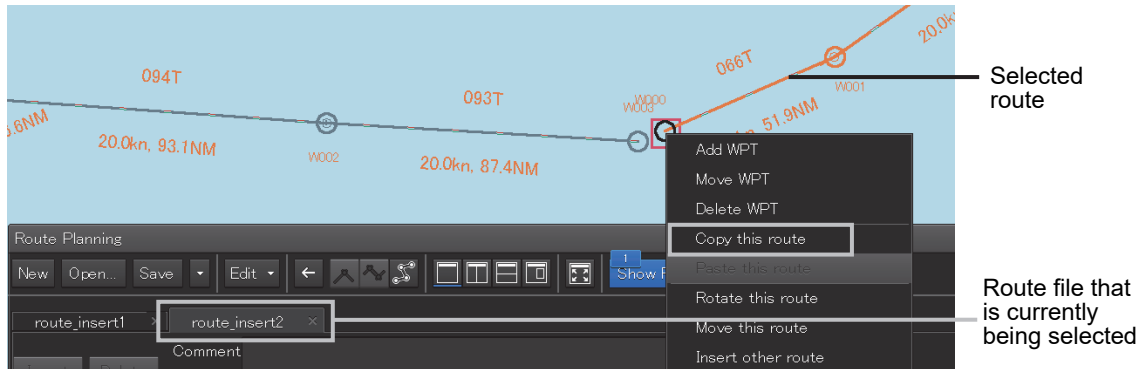 20.0kn
094T
093T
066T
W001
W000
W003
6.6NM
20.0kn, 93.1NM
W002
20.0kn, 87.4NM
51.9NM
Selected
route
Add WPT
Move WPT
Delete WPT
Copy this route
Paste this route
Rotate this route
Move this route
Insert other route
Route Planning
New Open... Save Edit
1
Show
route_insert1 × route_insert2 ×
Comment
Route file that
is currently
being selected